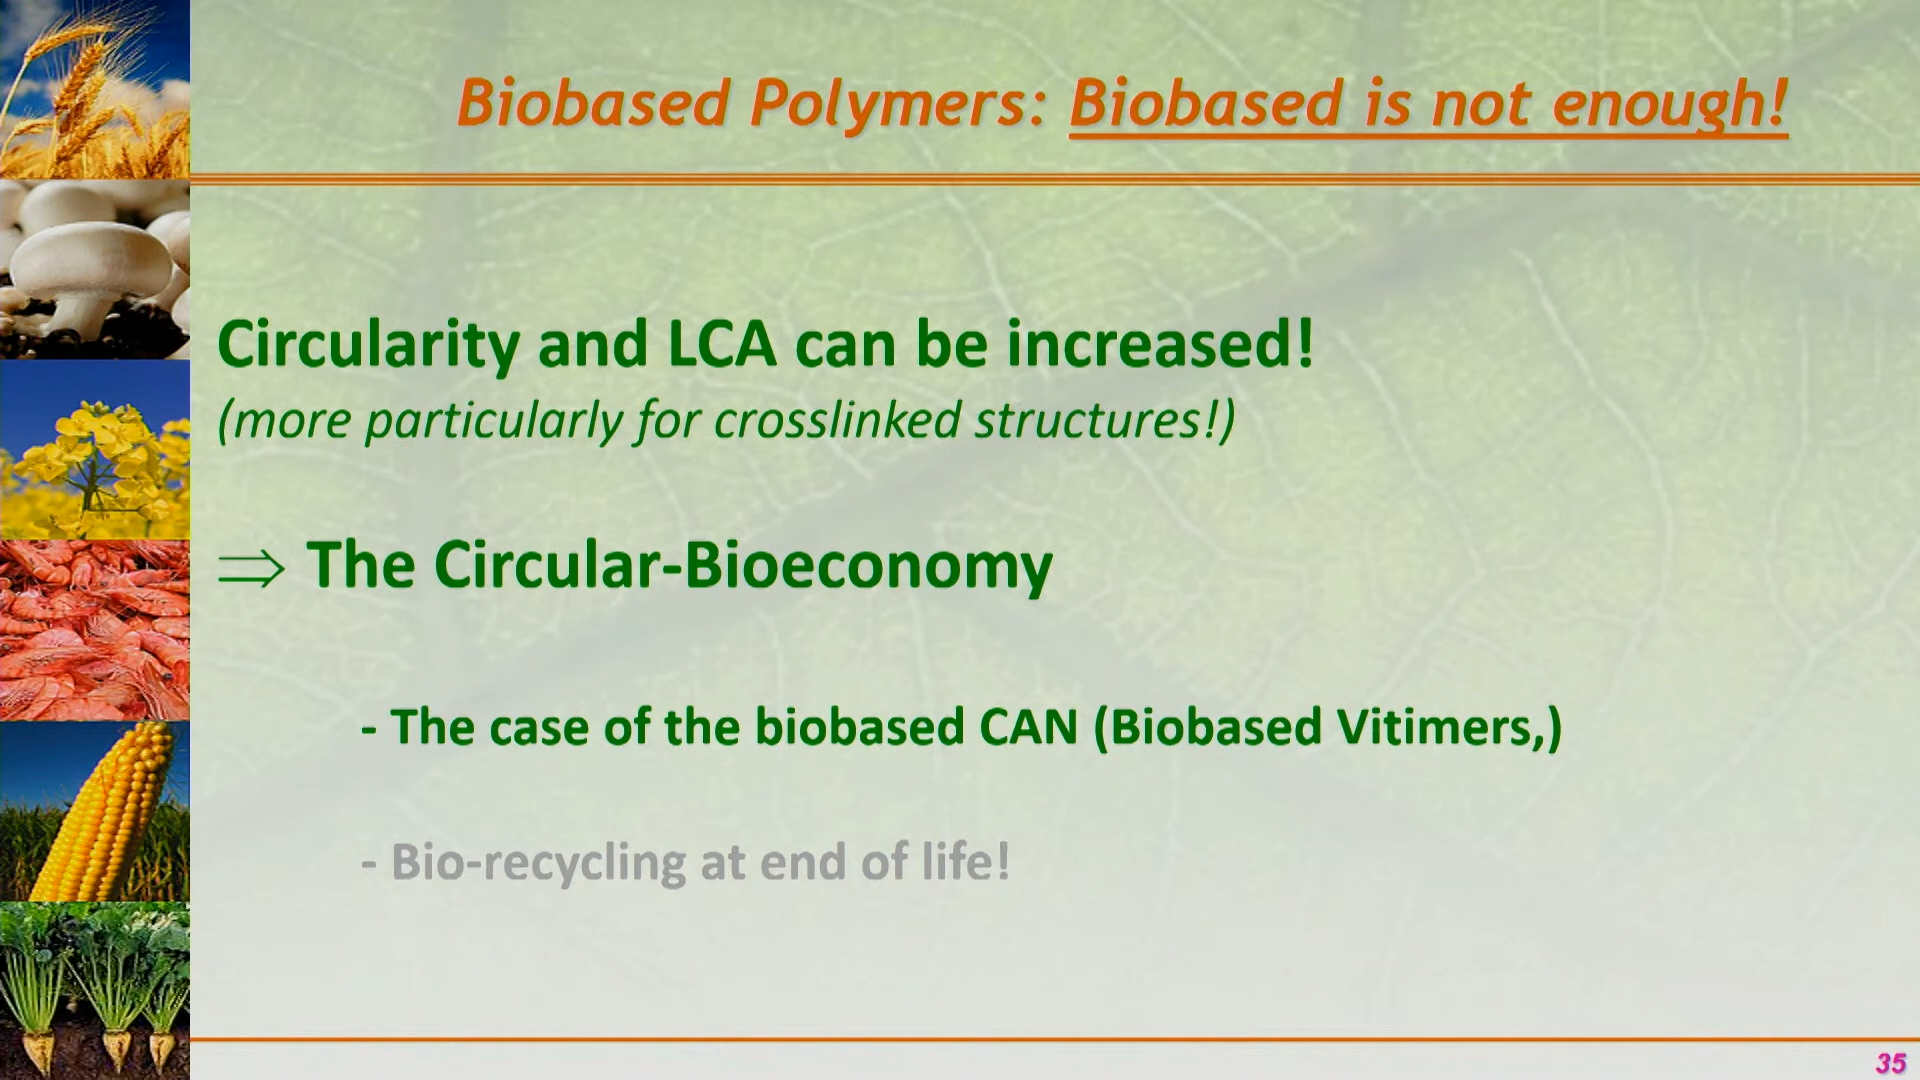 Biobased Polymers: Biobased is not enough!
Circularity and LCA can be increased!
(more particularly for crosslinked structures!)
⇒ The Circular-Bioeconomy
- The case of the biobased CAN (Biobased Vitimers,)
- Bio-recycling at end of life!
35